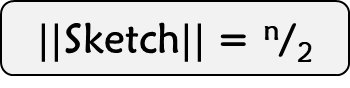 ||Sketch|| = ⁿ/₂